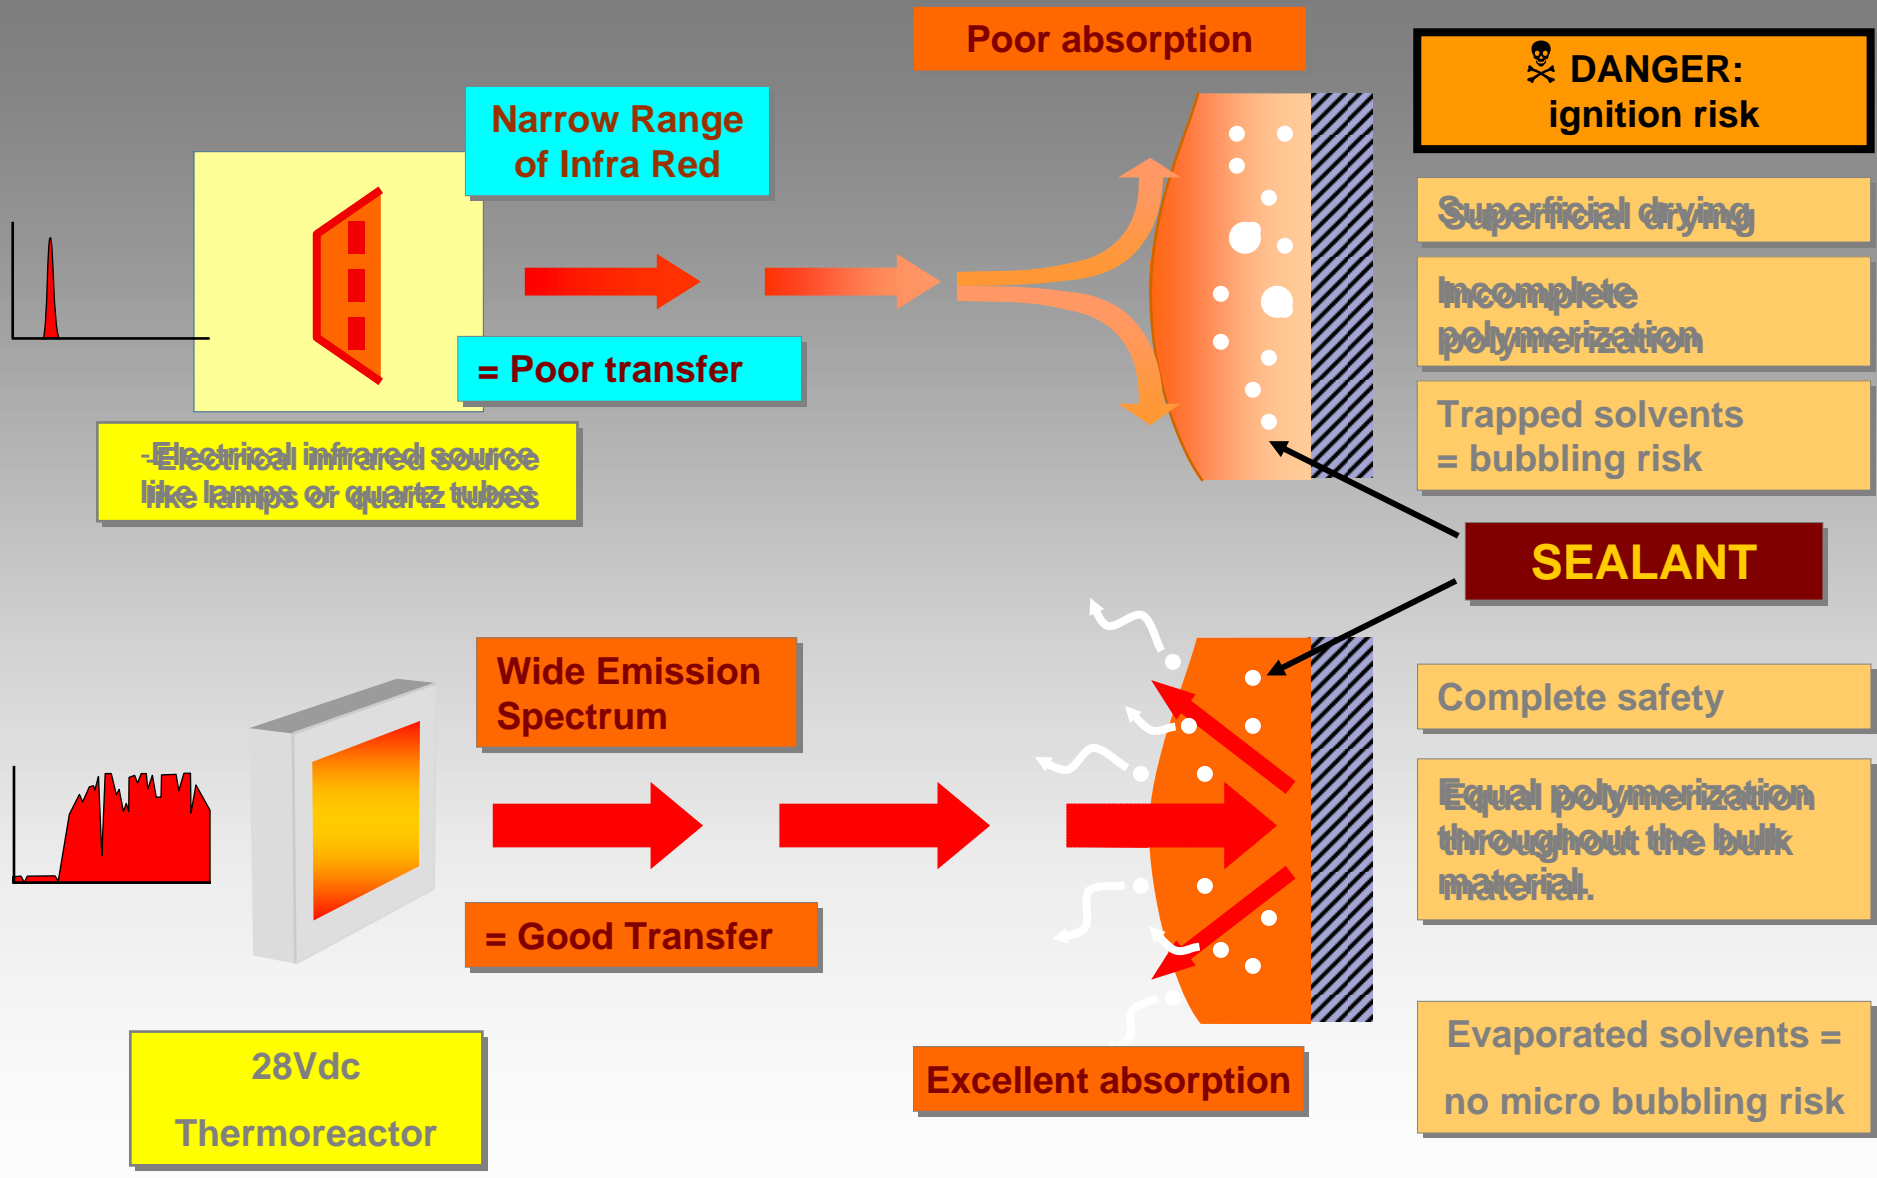 Poor absorption
☠ DANGER:
ignition risk
Narrow Range
of Infra Red
Superficial drying
Incomplete
polymerization
= Poor transfer
Trapped solvents
= bubbling risk
-Electrical infrared source
like lamps or quartz tubes
SEALANT
Wide Emission
Spectrum
Complete safety
Equal polymerization
throughout the bulk
material.
= Good Transfer
Evaporated solvents =
no micro bubbling risk
Excellent absorption
28Vdc
Thermoreactor